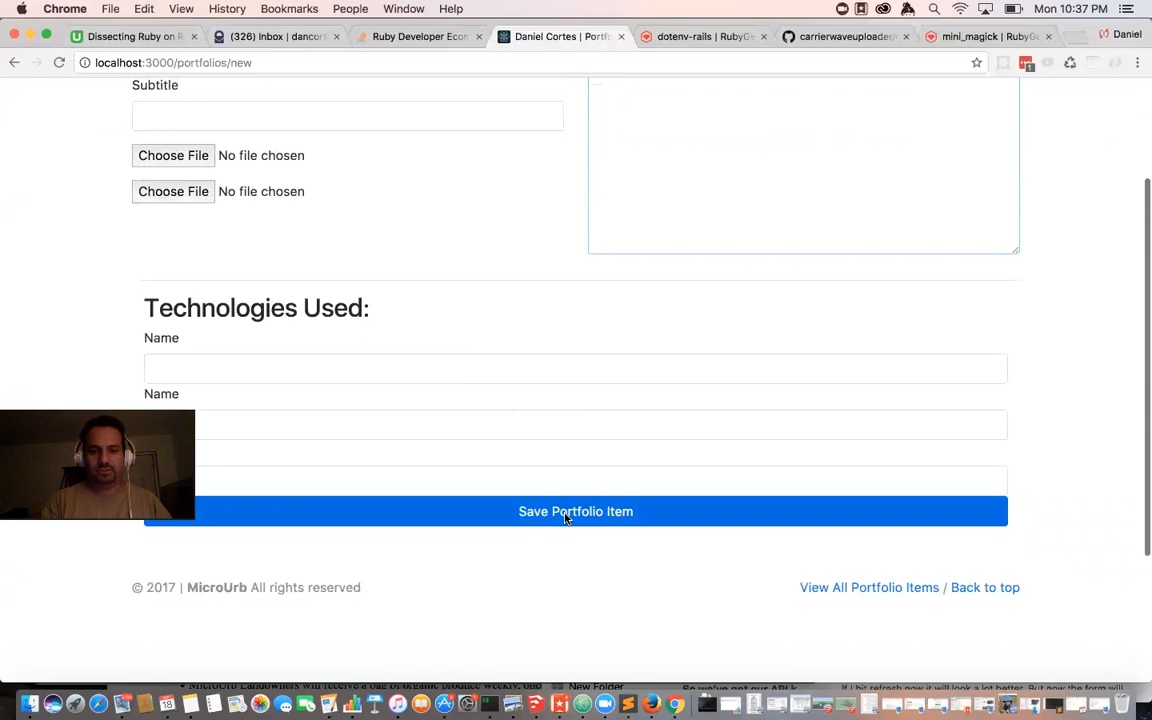 Chrome File Edit View History Bookmarks People Window Help Mon 10:37 PM
Dissecting Ruby on R (326) Inbox | dancort Ruby Developer Econ Daniel Cortes | Portf dotenv-rails | RubyGe carrierwaveuploader/ mini_magick | RubyG Daniel
localhost:3000/portfolios/new
Subtitle
Choose File No file chosen
Choose File No file chosen
Technologies Used:
Name
Name
Save Portfolio Item
© 2017 | MicroUrb All rights reserved
View All Portfolio Items / Back to top